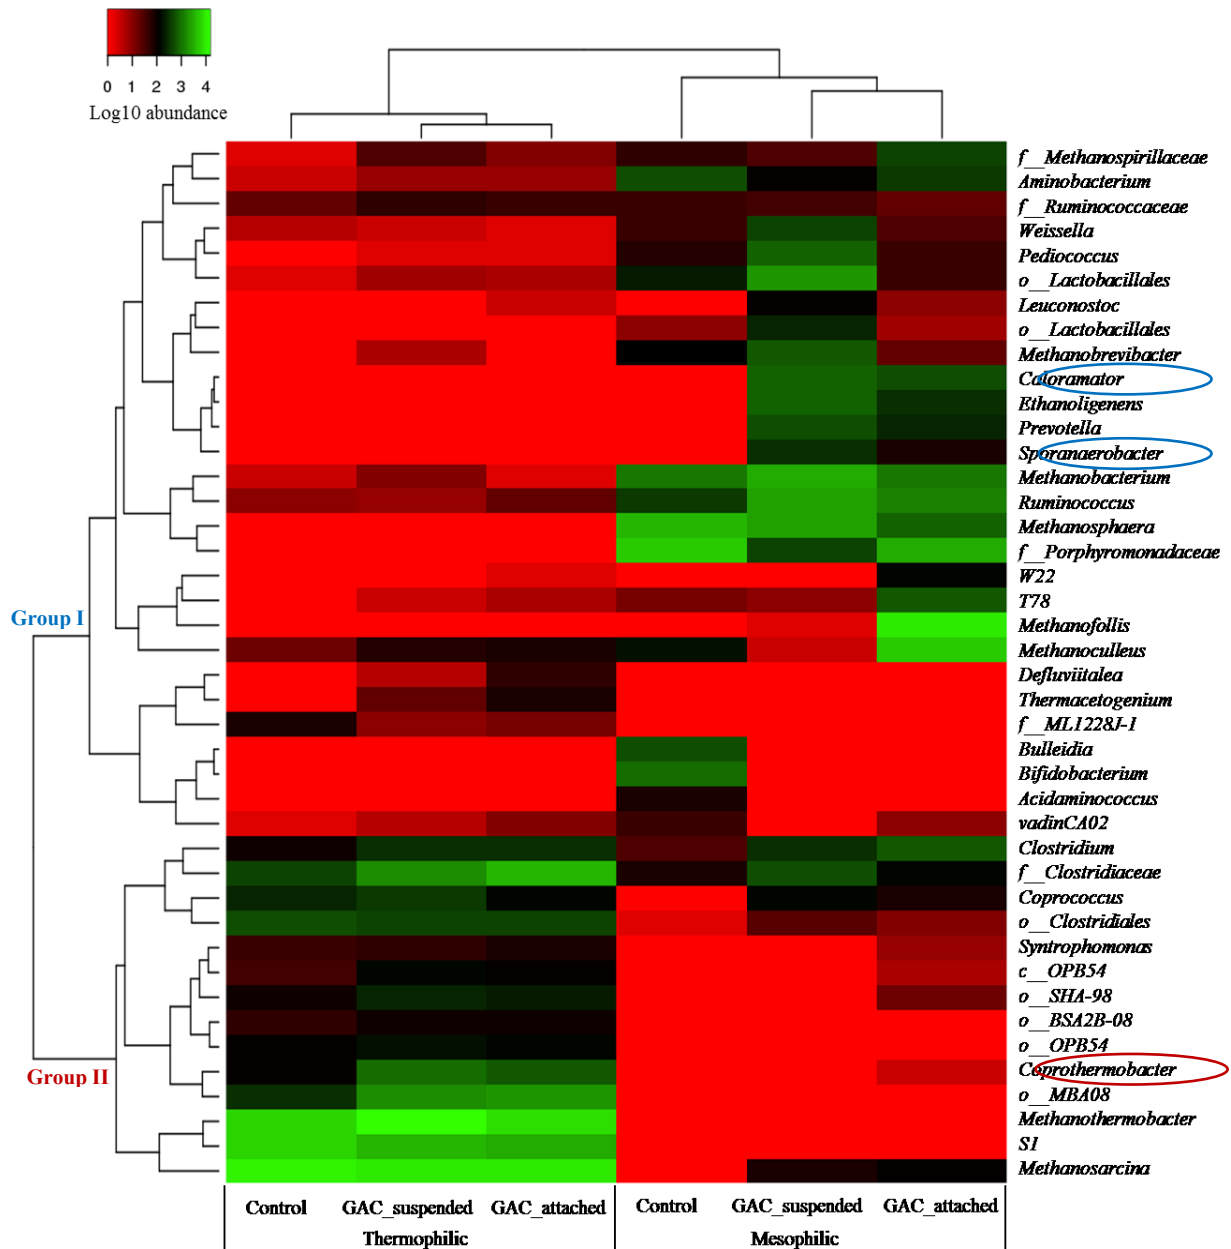 0 1 2 3 4
Log10 abundance
f__Methanospirillaceae
Aminobacterium
f__Ruminococcaceae
Weissella
Pediococcus
o__Lactobacillales
Leuconostoc
o__Lactobacillales
Methanobrevibacter
Caloramator
Ethanoligenens
Prevotella
Sporanaerobacter
Methanobacterium
Ruminococcus
Methanosphaera
f__Porphyromonadaceae
W22
T78
Group I
Methanofollis
Methanoculleus
Defluviitalea
Thermacetogenium
f__ML1228J-1
Bulleidia
Bifidobacterium
Acidaminococcus
vadinCA02
Clostridium
f__Clostridiaceae
Coprococcus
o__Clostridiales
Syntrophomonas
c__OPB54
o__SHA-98
o__BSA2B-08
o__OPB54
Group II
Coprothermobacter
o__MBA08
Methanothermobacter
S1
Methanosarcina
Control GAC_suspended GAC_attached Control GAC_suspended GAC_attached
Thermophilic Mesophilic